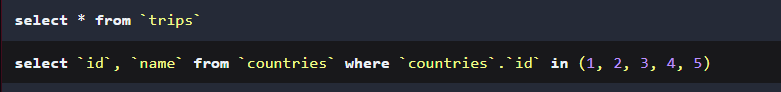 select * from `trips`
select `id`, `name` from `countries` where `countries`.`id` in (1, 2, 3, 4, 5)